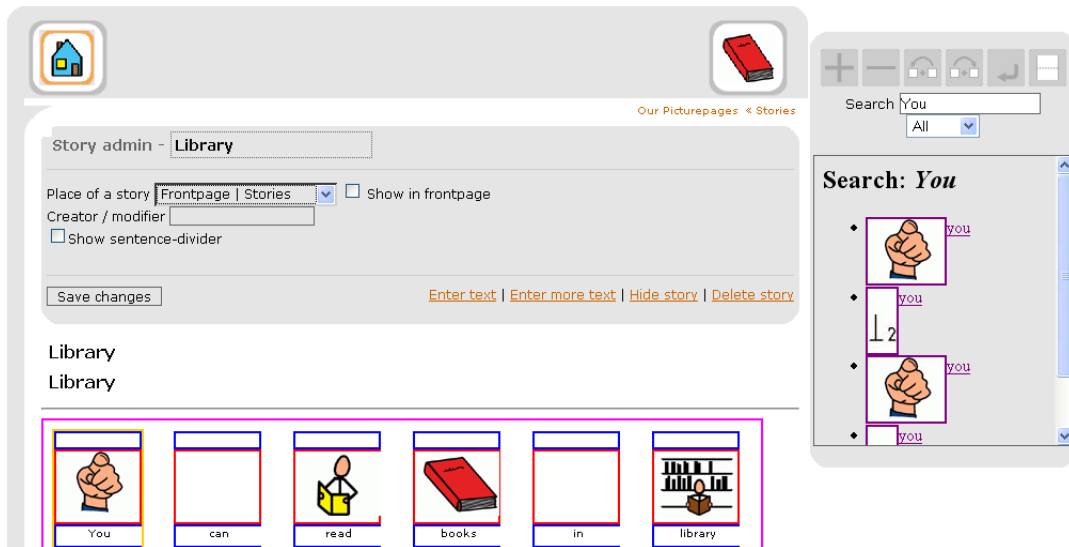 Our Picturepages « Stories
Story admin - Library
Place of a story Frontpage | Stories Show in frontpage
Creator / modifier
Show sentence-divider
Save changes Enter text | Enter more text | Hide story | Delete story
Library
Library
You can read books in library
Search You
All
Search: You
you
you
2
you
you